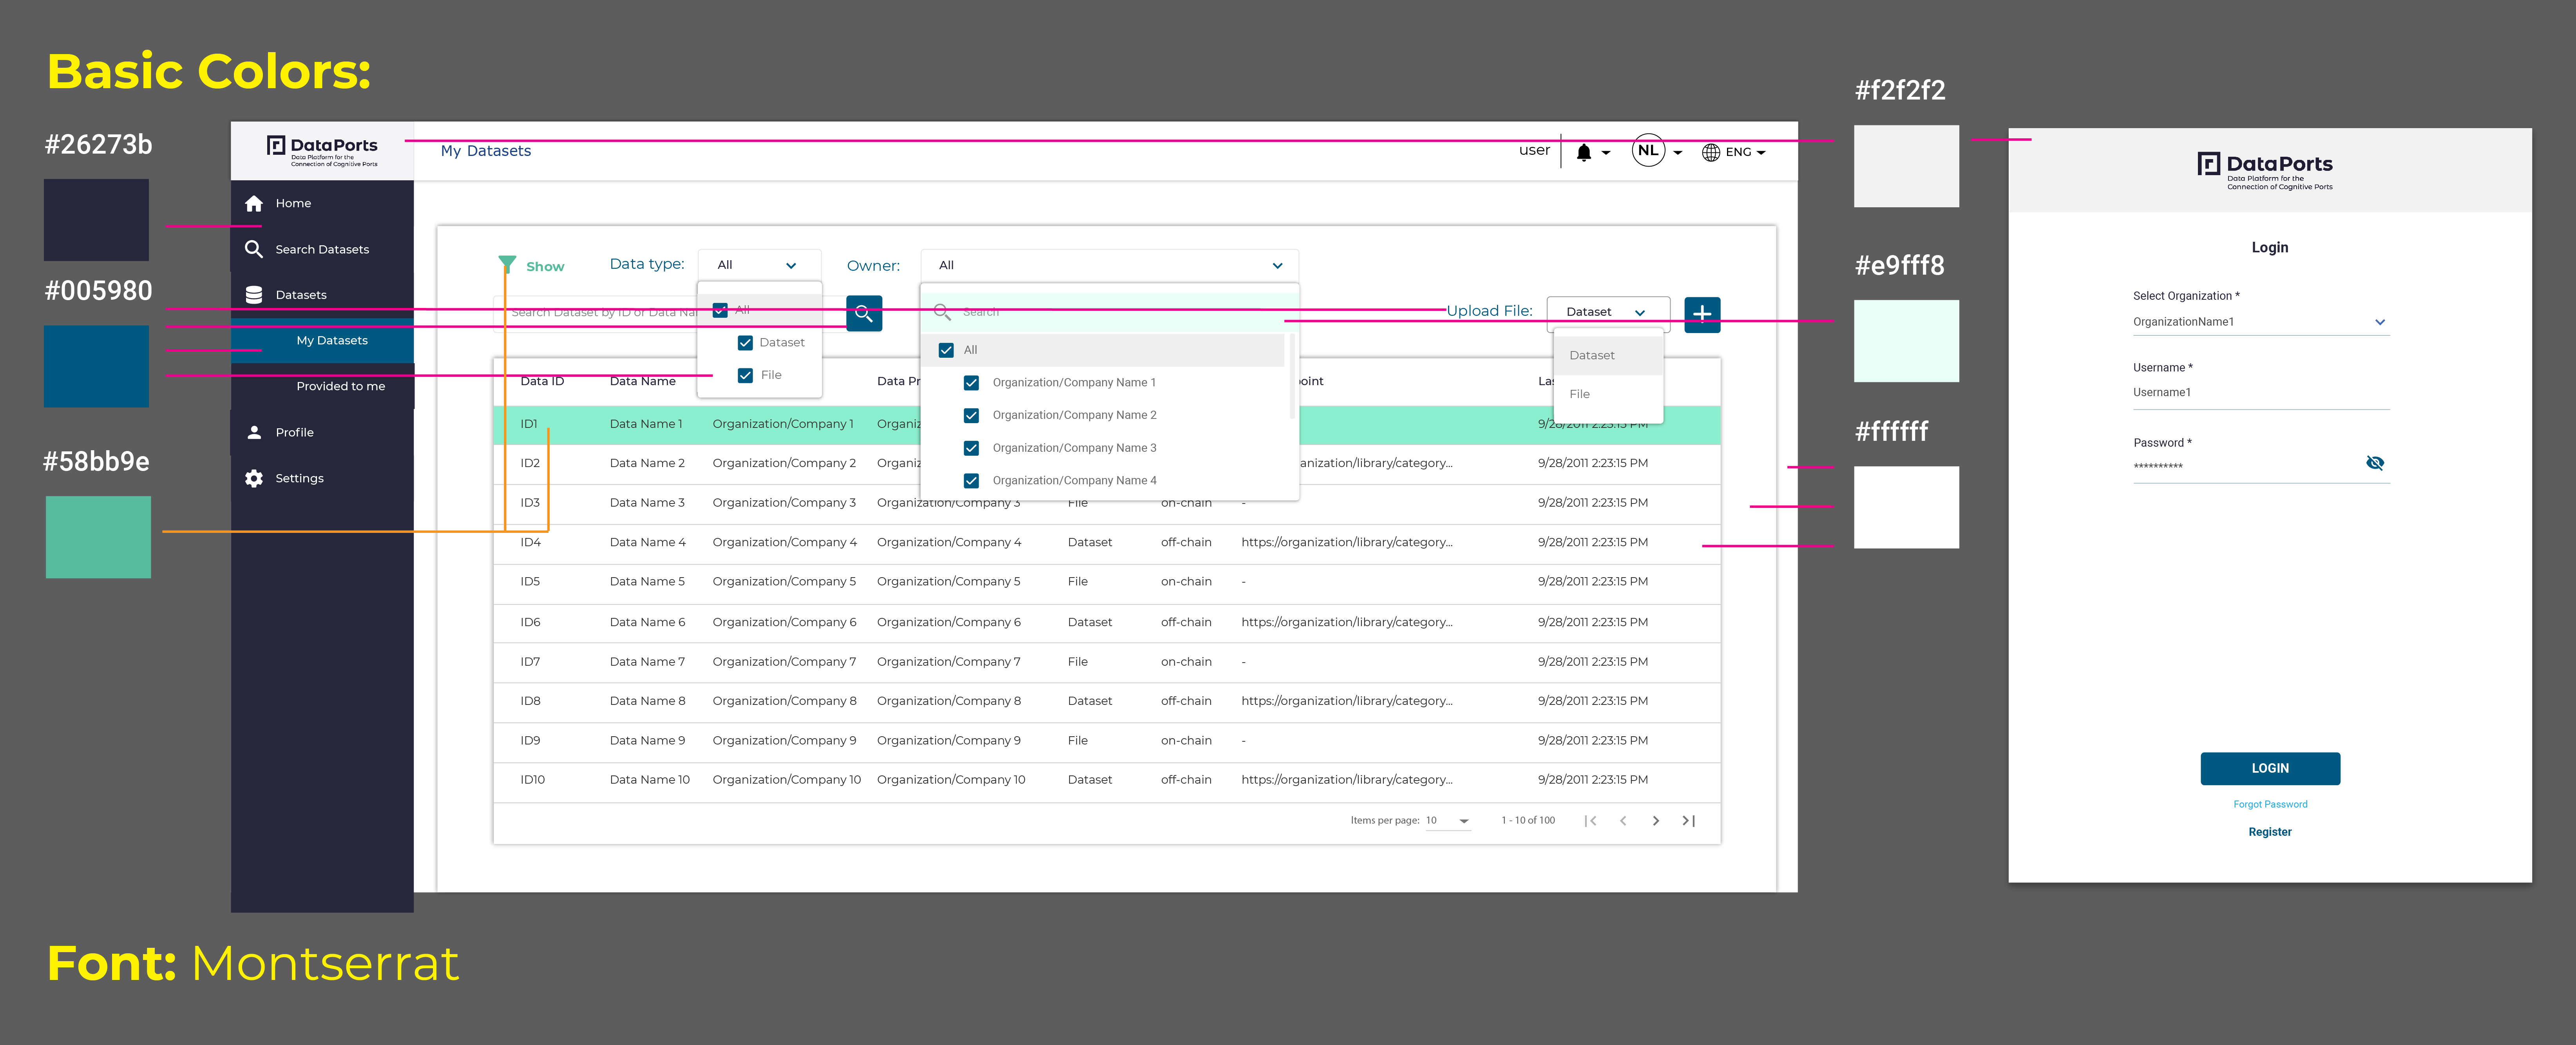 Basic Colors:
#26273b
#005980
#58bb9e
DataPorts
Data Platform for the
Connection of Cognitive Ports
Home
Search Datasets
Datasets
My Datasets
Provided to me
Profile
Settings
My Datasets
user
NL
ENG
Show
Data type:
All
Owner:
All
Search Dataset by ID or Data Na
All
Dataset
File
Search
All
Organization/Company Name 1
Organization/Company Name 2
Organization/Company Name 3
Organization/Company Name 4
Upload File:
Dataset
Dataset
File
Data ID Data Name Data Pr oint La
ID1 Data Name 1 Organization/Company 1 Organiz 9/28/2011 2:23:15 PM
ID2 Data Name 2 Organization/Company 2 Organiz anization/library/category... 9/28/2011 2:23:15 PM
ID3 Data Name 3 Organization/Company 3 Organization/Company 3 File on-chain - 9/28/2011 2:23:15 PM
ID4 Data Name 4 Organization/Company 4 Organization/Company 4 Dataset off-chain https://organization/library/category... 9/28/2011 2:23:15 PM
ID5 Data Name 5 Organization/Company 5 Organization/Company 5 File on-chain - 9/28/2011 2:23:15 PM
ID6 Data Name 6 Organization/Company 6 Organization/Company 6 Dataset off-chain https://organization/library/category... 9/28/2011 2:23:15 PM
ID7 Data Name 7 Organization/Company 7 Organization/Company 7 File on-chain - 9/28/2011 2:23:15 PM
ID8 Data Name 8 Organization/Company 8 Organization/Company 8 Dataset off-chain https://organization/library/category... 9/28/2011 2:23:15 PM
ID9 Data Name 9 Organization/Company 9 Organization/Company 9 File on-chain - 9/28/2011 2:23:15 PM
ID10 Data Name 10 Organization/Company 10 Organization/Company 10 Dataset off-chain https://organization/library/category... 9/28/2011 2:23:15 PM
Items per page: 10 1 - 10 of 100
#f2f2f2
#e9fff8
#ffffff
DataPorts
Data Platform for the
Connection of Cognitive Ports
Login
Select Organization *
OrganizationName1
Username *
Username1
Password *
**********
LOGIN
Forgot Password
Register
Font: Montserrat